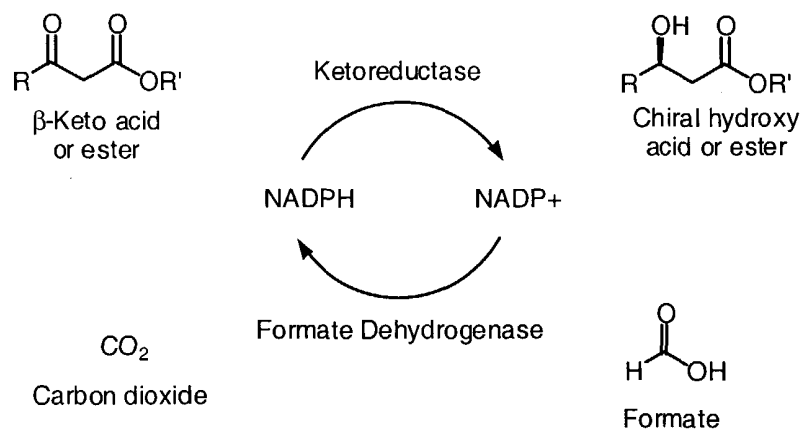 O O
R OR'
β-Keto acid
or ester
Ketoreductase
OH O
R OR'
Chiral hydroxy
acid or ester
NADPH NADP+
Formate Dehydrogenase
CO₂
Carbon dioxide
O
H OH
Formate